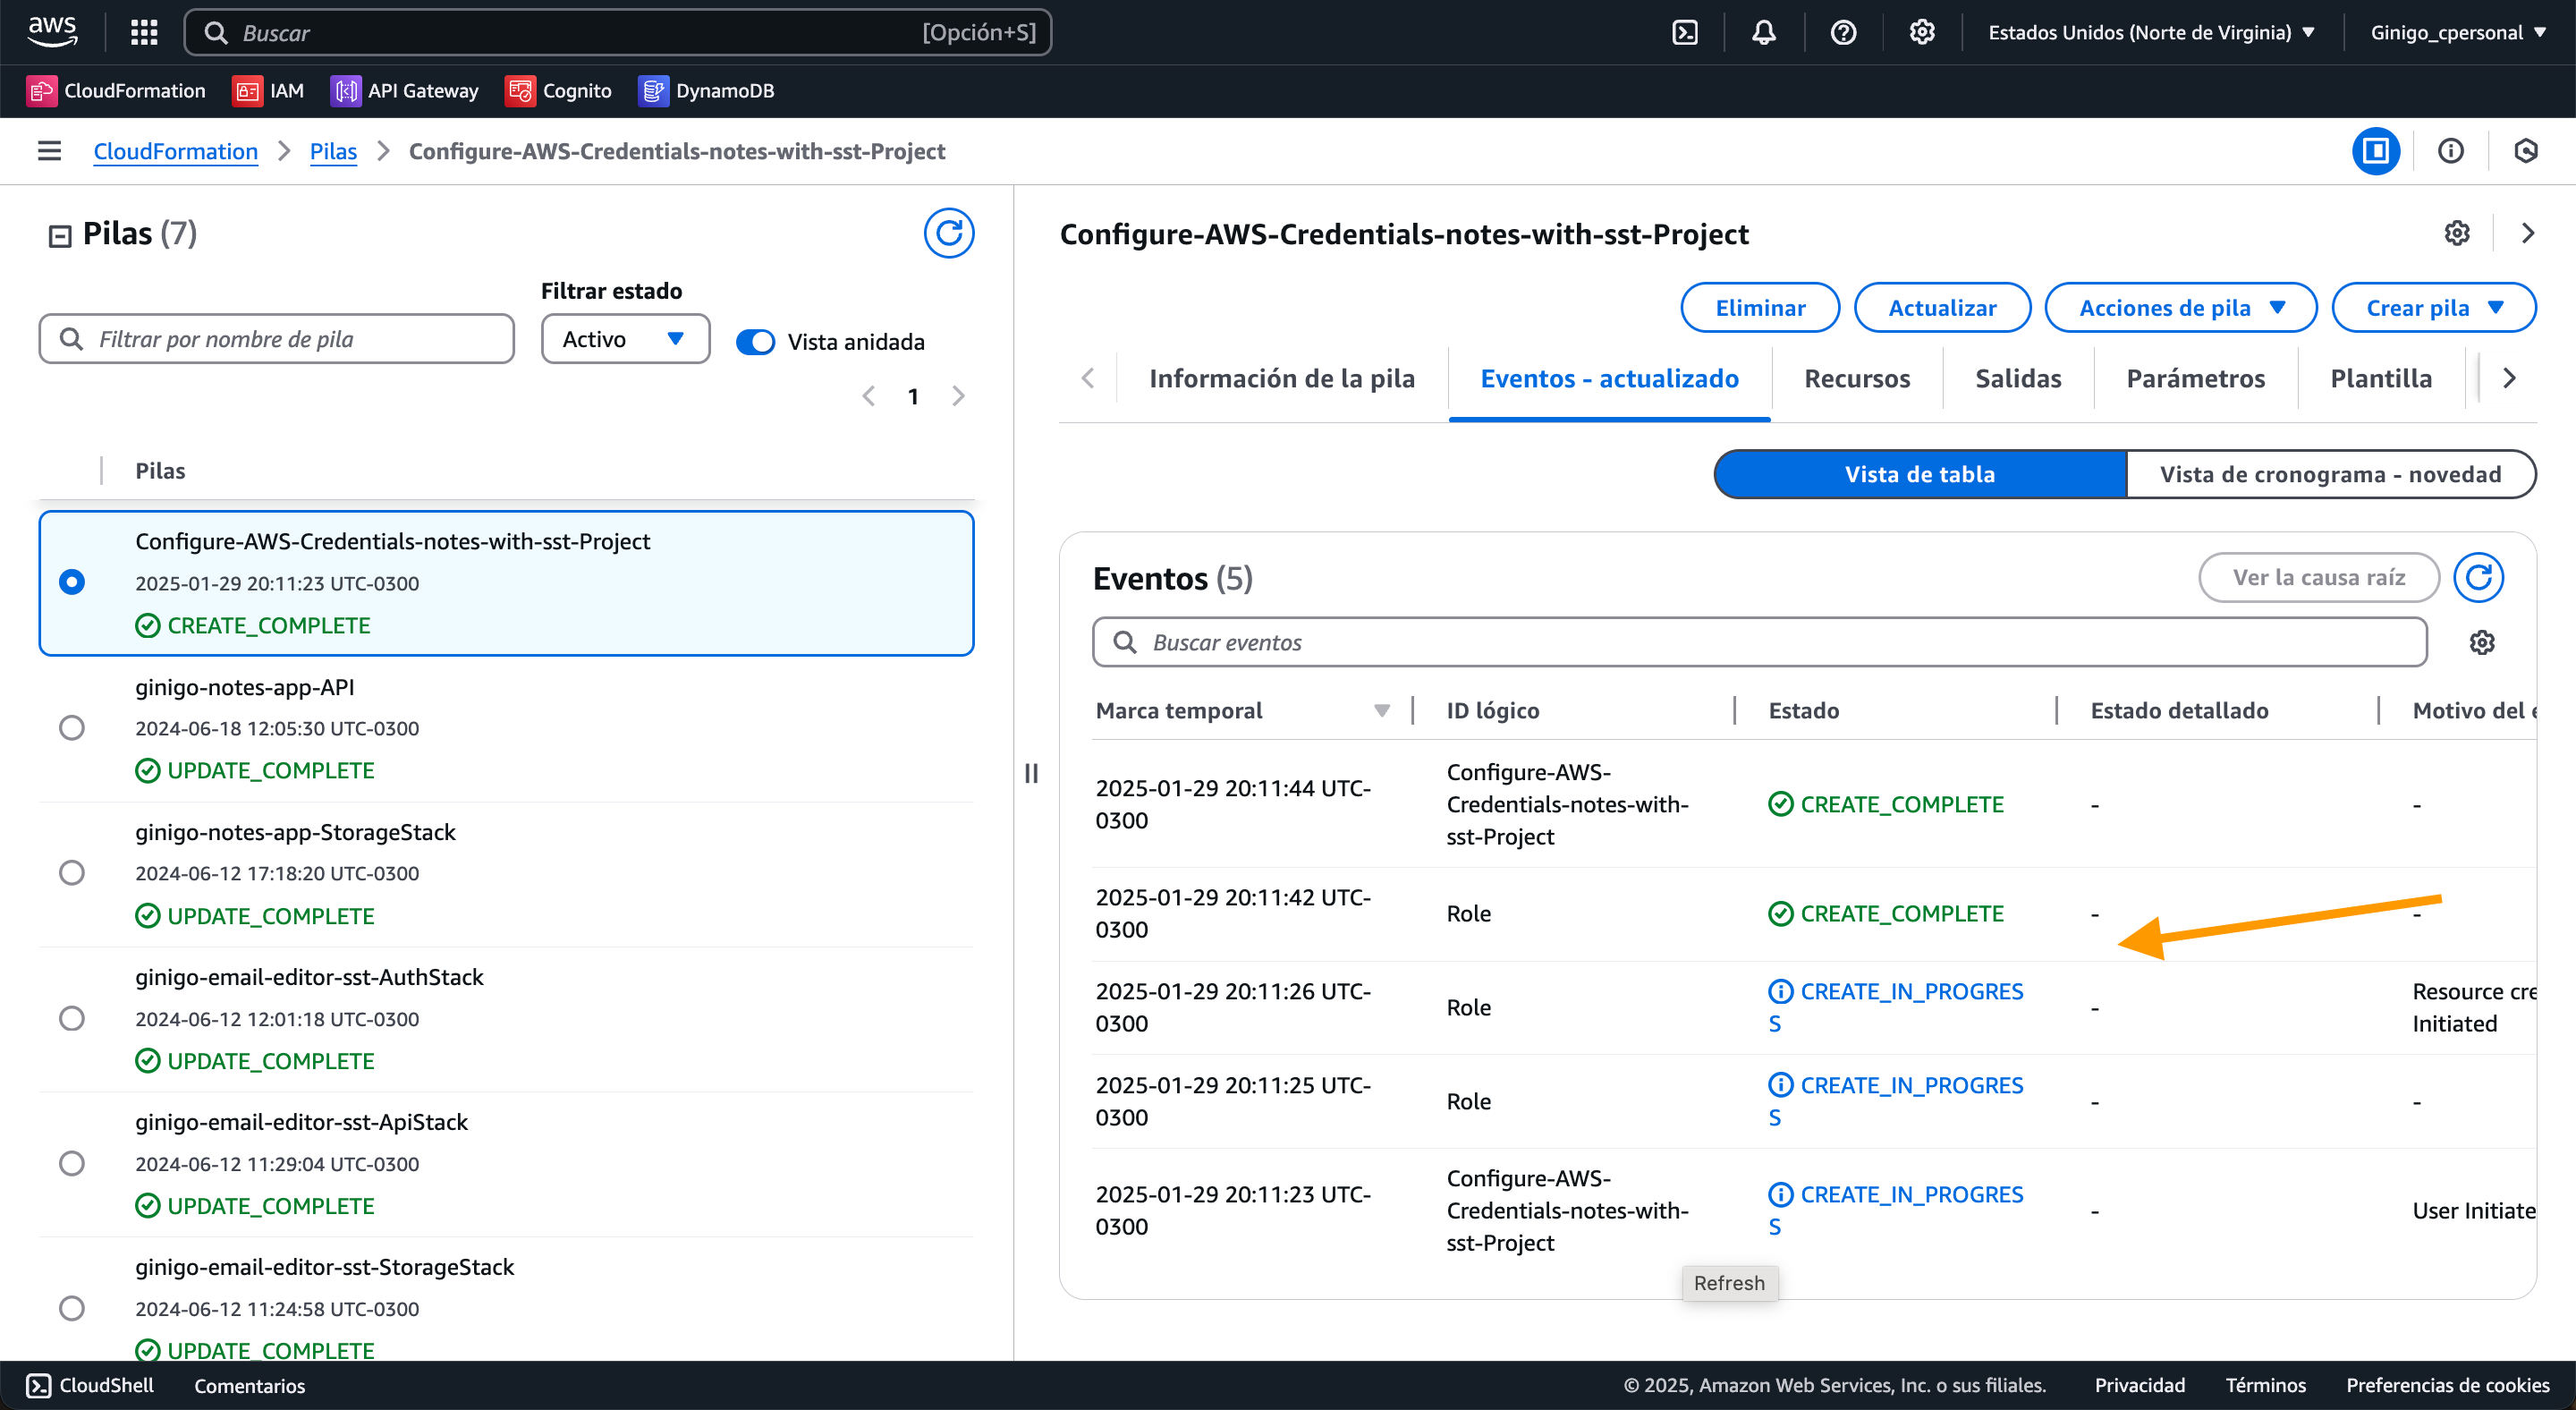 aws
Buscar
[Opción+S]
Estados Unidos (Norte de Virginia)
Ginigo_cpersonal
CloudFormation
IAM
API Gateway
Cognito
DynamoDB
CloudFormation
Pilas
Configure-AWS-Credentials-notes-with-sst-Project
Pilas (7)
Filtrar por nombre de pila
Filtrar estado
Activo
Vista anidada
1
Pilas
Configure-AWS-Credentials-notes-with-sst-Project
2025-01-29 20:11:23 UTC-0300
CREATE_COMPLETE
ginigo-notes-app-API
2024-06-18 12:05:30 UTC-0300
UPDATE_COMPLETE
ginigo-notes-app-StorageStack
2024-06-12 17:18:20 UTC-0300
UPDATE_COMPLETE
ginigo-email-editor-sst-AuthStack
2024-06-12 12:01:18 UTC-0300
UPDATE_COMPLETE
ginigo-email-editor-sst-ApiStack
2024-06-12 11:29:04 UTC-0300
UPDATE_COMPLETE
ginigo-email-editor-sst-StorageStack
2024-06-12 11:24:58 UTC-0300
UPDATE_COMPLETE
Configure-AWS-Credentials-notes-with-sst-Project
Eliminar
Actualizar
Acciones de pila
Crear pila
Información de la pila
Eventos - actualizado
Recursos
Salidas
Parámetros
Plantilla
Vista de tabla
Vista de cronograma - novedad
Eventos (5)
Ver la causa raíz
Buscar eventos
Marca temporal
ID lógico
Estado
Estado detallado
Motivo del e
2025-01-29 20:11:44 UTC-
0300
Configure-AWS-
Credentials-notes-with-
sst-Project
CREATE_COMPLETE
-
-
2025-01-29 20:11:42 UTC-
0300
Role
CREATE_COMPLETE
-
-
2025-01-29 20:11:26 UTC-
0300
Role
CREATE_IN_PROGRES
S
-
Resource cre
Initiated
2025-01-29 20:11:25 UTC-
0300
Role
CREATE_IN_PROGRES
S
-
-
2025-01-29 20:11:23 UTC-
0300
Configure-AWS-
Credentials-notes-with-
sst-Project
CREATE_IN_PROGRES
S
-
User Initiate
Refresh
CloudShell
Comentarios
© 2025, Amazon Web Services, Inc. o sus filiales.
Privacidad
Términos
Preferencias de cookies